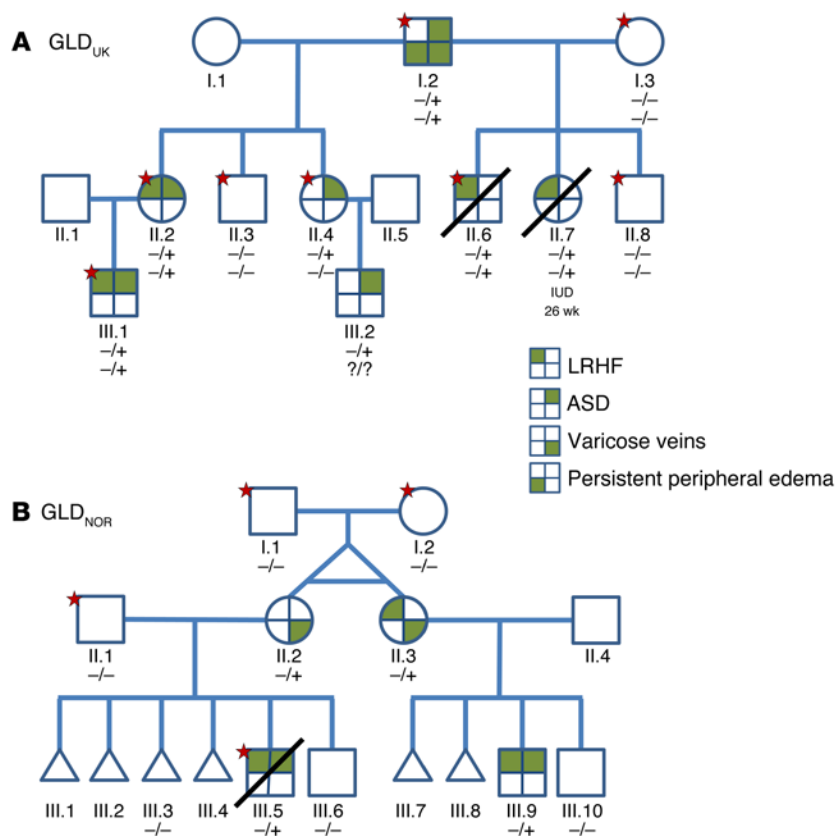 A GLDUK
I.1 I.2 I.3
–/+ –/–
–/+ –/–
II.1 II.2 II.3 II.4 II.5 II.6 II.7 II.8
–/+ –/– –/+ –/+ –/+ –/–
–/+ –/– –/– –/+ –/+ –/–
IUD
26 wk
III.1 III.2
–/+ –/+
–/+ ?/?
LRHF
ASD
Varicose veins
Persistent peripheral edema
B GLDNOR
I.1 I.2
–/– –/–
II.1 II.2 II.3 II.4
–/– –/+ –/+
III.1 III.2 III.3 III.4 III.5 III.6 III.7 III.8 III.9 III.10
–/– –/+ –/– –/+ –/–